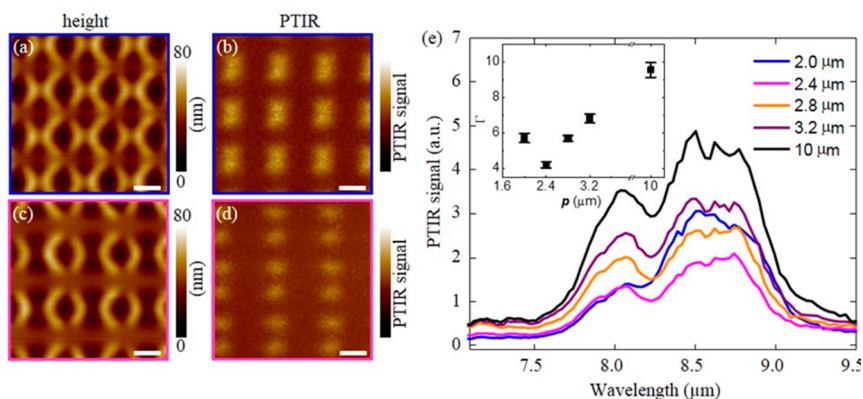 height
PTIR
(a)
80
(nm)
0
(b)
PTIR signal
(c)
80
(nm)
0
(d)
PTIR signal
(e)
7
6
5
4
3
2
1
0
PTIR signal (a.u.)
7.5
8.0
8.5
9.0
9.5
Wavelength (μm)
10
8
6
4
Γ
1.6
2.4
3.2
10
p (μm)
2.0 μm
2.4 μm
2.8 μm
3.2 μm
10 μm